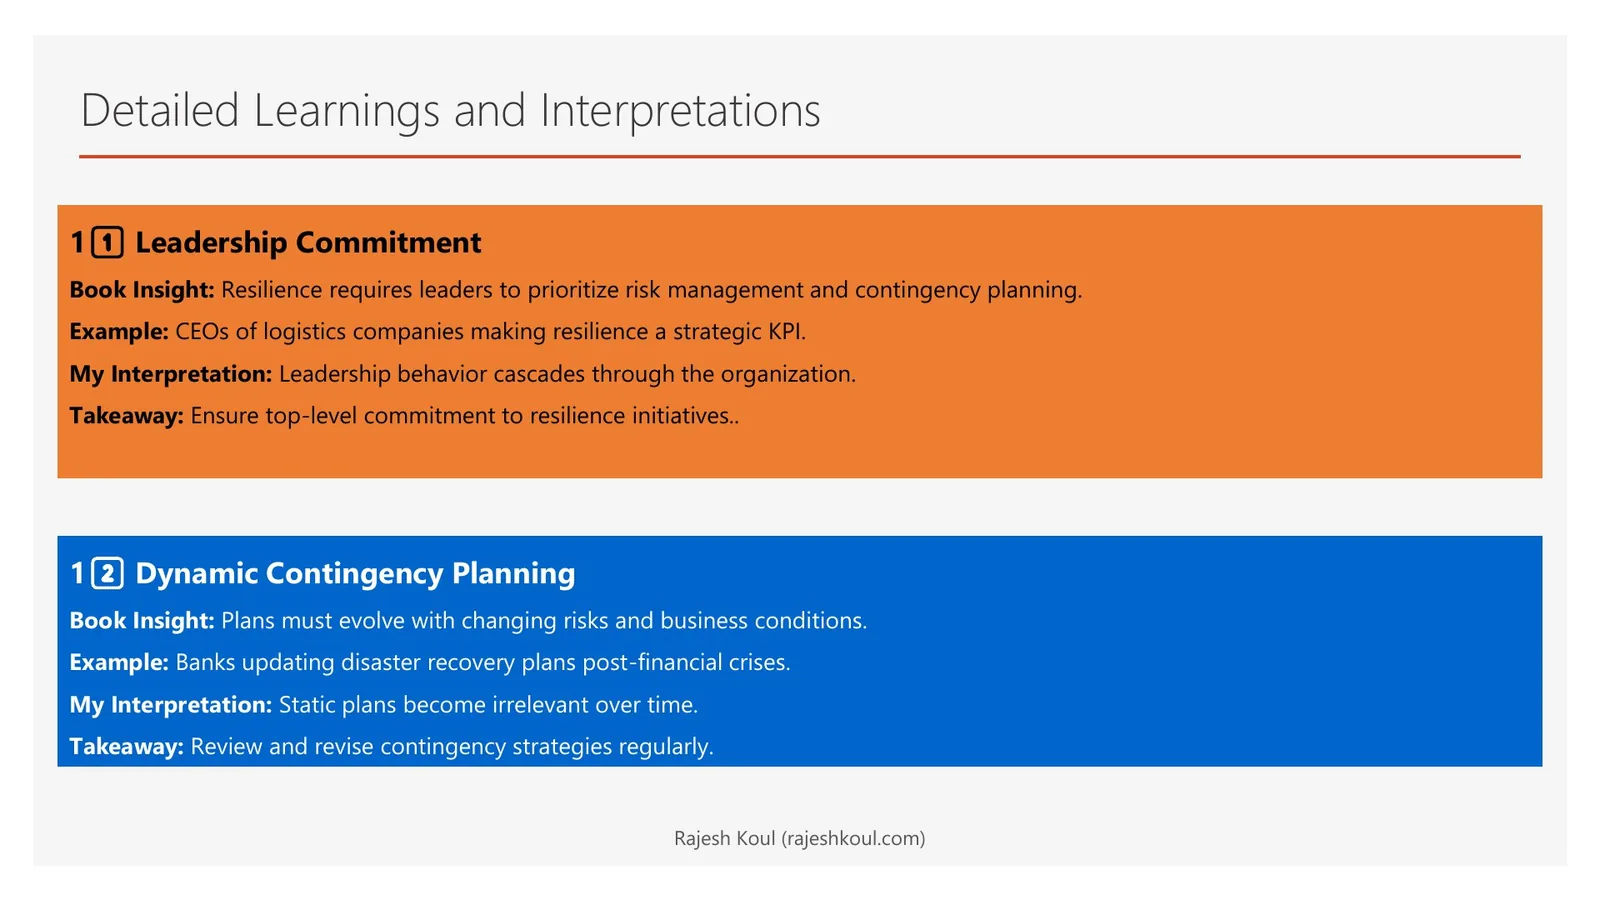 Detailed Learnings and Interpretations
11️⃣ Leadership Commitment
Book Insight: Resilience requires leaders to prioritize risk management and contingency planning.
Example: CEOs of logistics companies making resilience a strategic KPI.
My Interpretation: Leadership behavior cascades through the organization.
Takeaway: Ensure top-level commitment to resilience initiatives..
12️⃣ Dynamic Contingency Planning
Book Insight: Plans must evolve with changing risks and business conditions.
Example: Banks updating disaster recovery plans post-financial crises.
My Interpretation: Static plans become irrelevant over time.
Takeaway: Review and revise contingency strategies regularly.
Rajesh Koul (rajeshkoul.com)